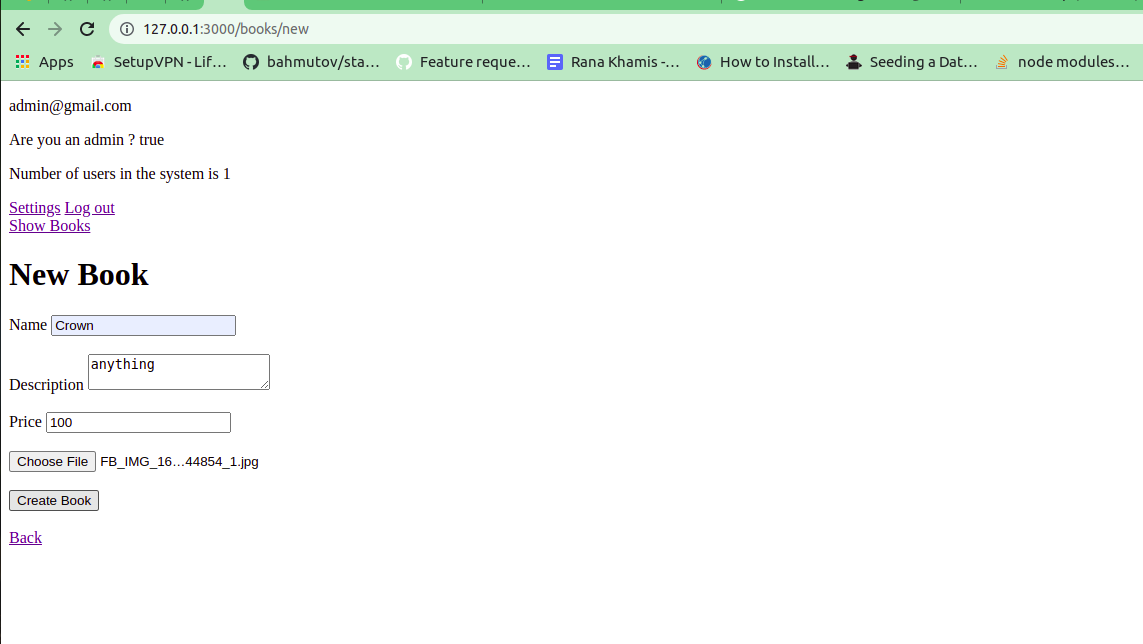 127.0.0.1:3000/books/new
Apps SetupVPN - Lif... bahmutov/sta... Feature reque... Rana Khamis -... How to Install... Seeding a Dat... node modules...
admin@gmail.com
Are you an admin ? true
Number of users in the system is 1
Settings Log out
Show Books
New Book
Name Crown
Description anything
Price 100
Choose File FB_IMG_16...44854_1.jpg
Create Book
Back